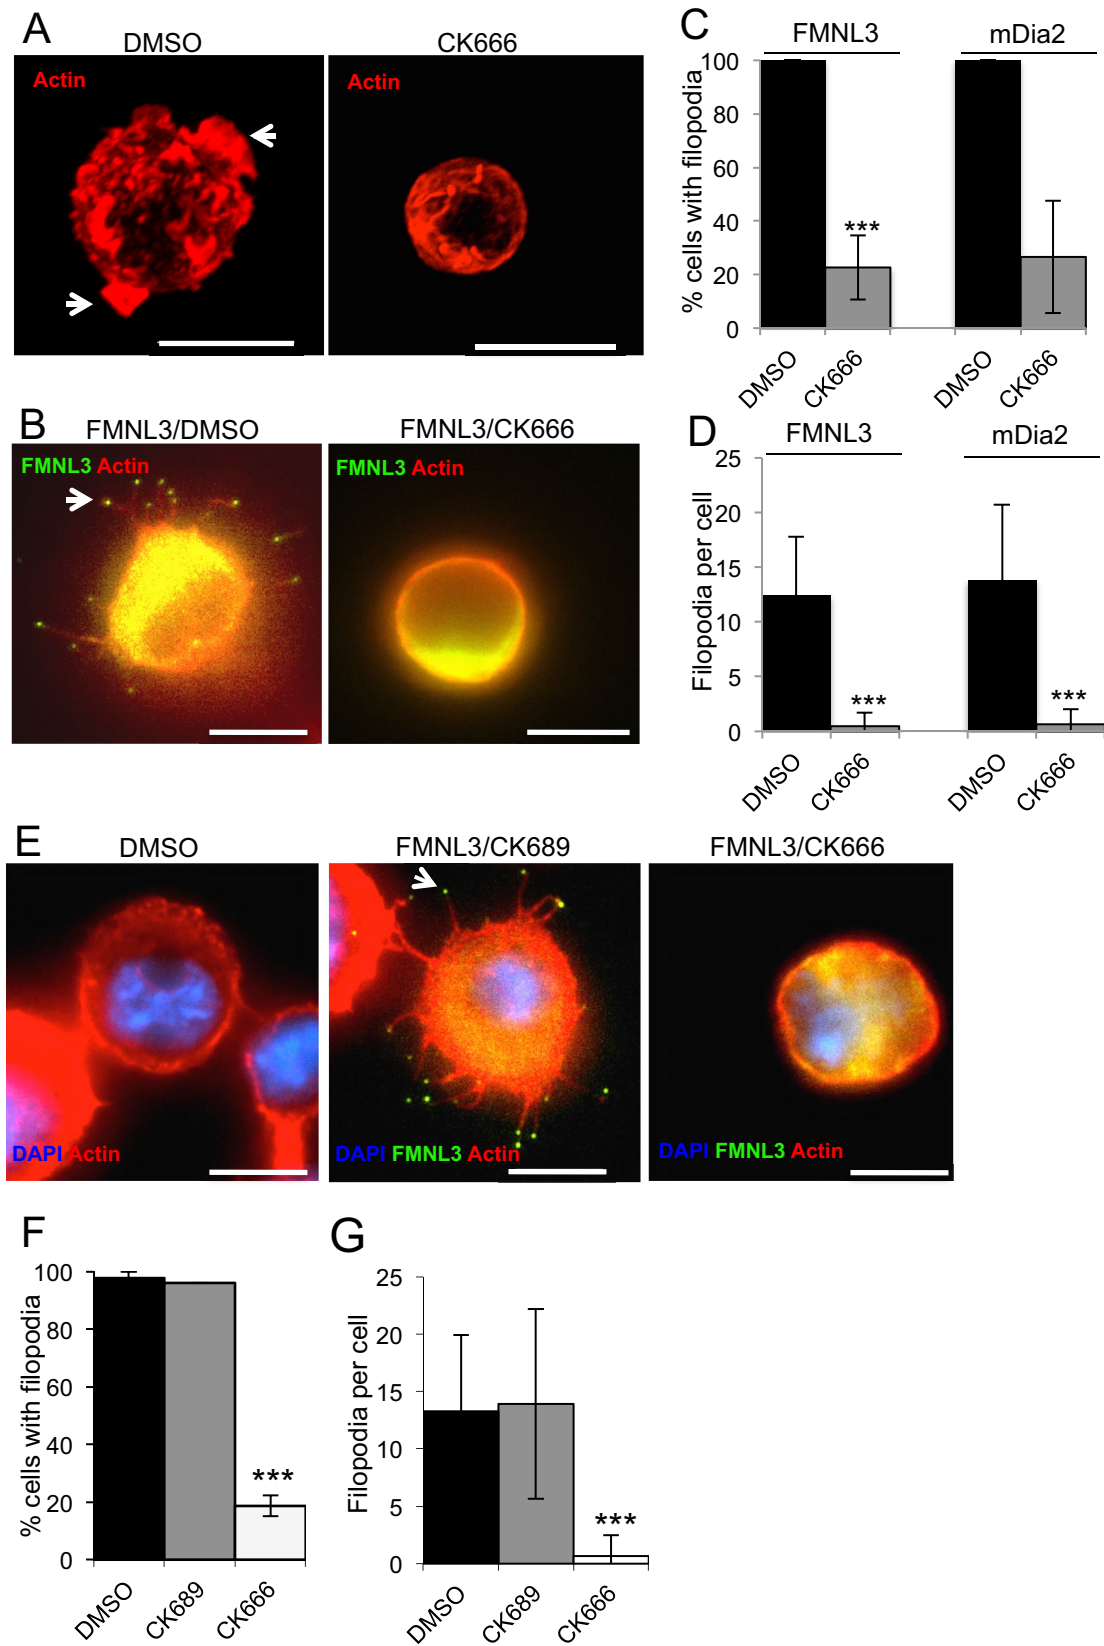 A
DMSO
CK666
Actin
Actin
B
FMNL3/DMSO
FMNL3/CK666
FMNL3 Actin
FMNL3 Actin
C
FMNL3
mDia2
% cells with filopodia
100
80
60
40
20
0
***
DMSO
CK666
DMSO
CK666
D
FMNL3
mDia2
Filopodia per cell
25
20
15
10
5
0
***
***
DMSO
CK666
DMSO
CK666
E
DMSO
FMNL3/CK689
FMNL3/CK666
DAPI Actin
DAPI FMNL3 Actin
DAPI FMNL3 Actin
F
% cells with filopodia
100
80
60
40
20
0
***
DMSO
CK689
CK666
G
Filopodia per cell
25
20
15
10
5
0
***
DMSO
CK689
CK666